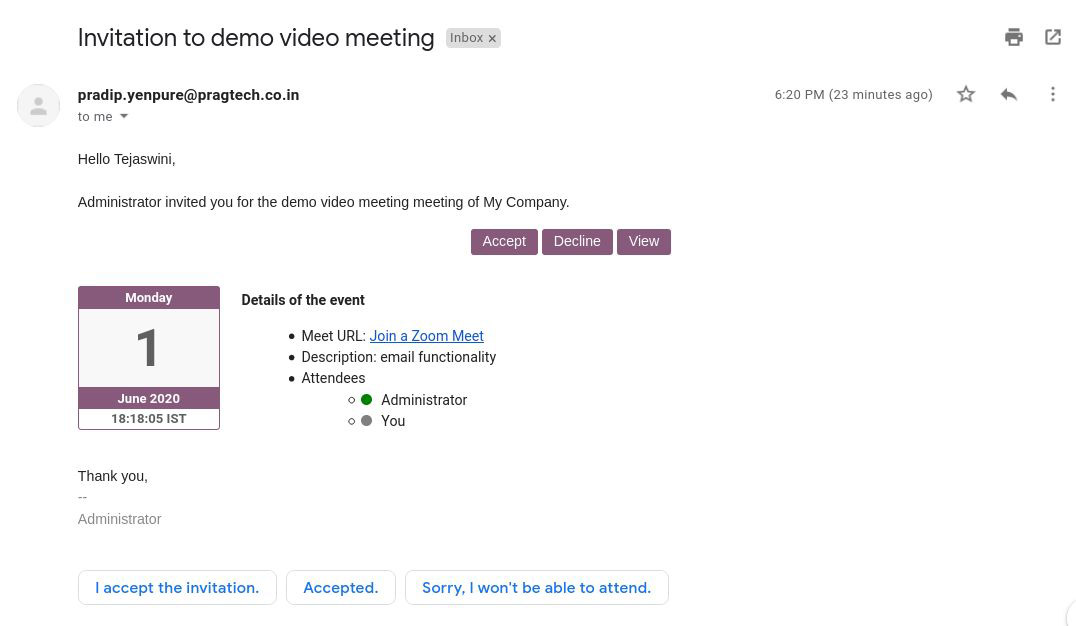 Invitation to demo video meeting Inbox ×
pradip.yenpure@pragtech.co.in 6:20 PM (23 minutes ago)
to me
Hello Tejaswini,
Administrator invited you for the demo video meeting meeting of My Company.
Accept Decline View
Monday
1
June 2020
18:18:05 IST
Details of the event
• Meet URL: Join a Zoom Meet
• Description: email functionality
• Attendees
Administrator
You
Thank you,
--
Administrator
I accept the invitation. Accepted. Sorry, I won't be able to attend.